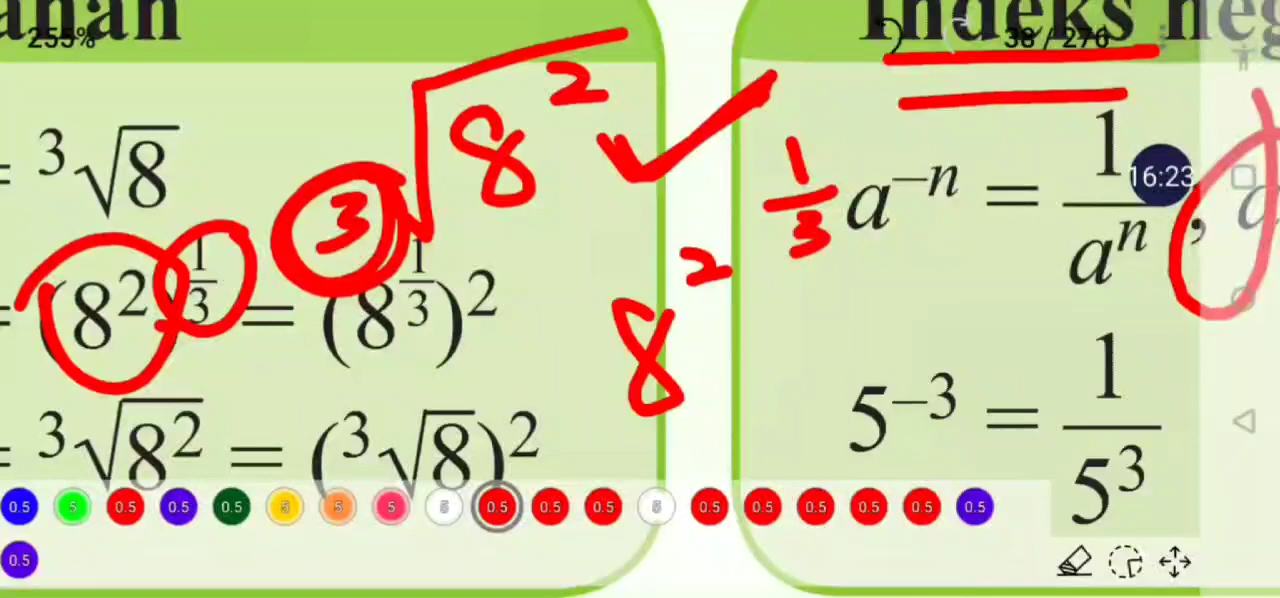 anan
255%
Indeks neg
38 / 276
= ³√8
³√8²
a⁻ⁿ = 1/aⁿ, a
16:23
1/3
= (8²)^(1/3) = (8^(1/3))²
8²
= ³√8² = (³√8)²
5⁻³ = 1/5³
0.5 5 0.5 0.5 0.5 5 5 5 5 0.5 0.5 0.5 5 0.5 0.5 0.5 0.5 0.5 0.5
0.5